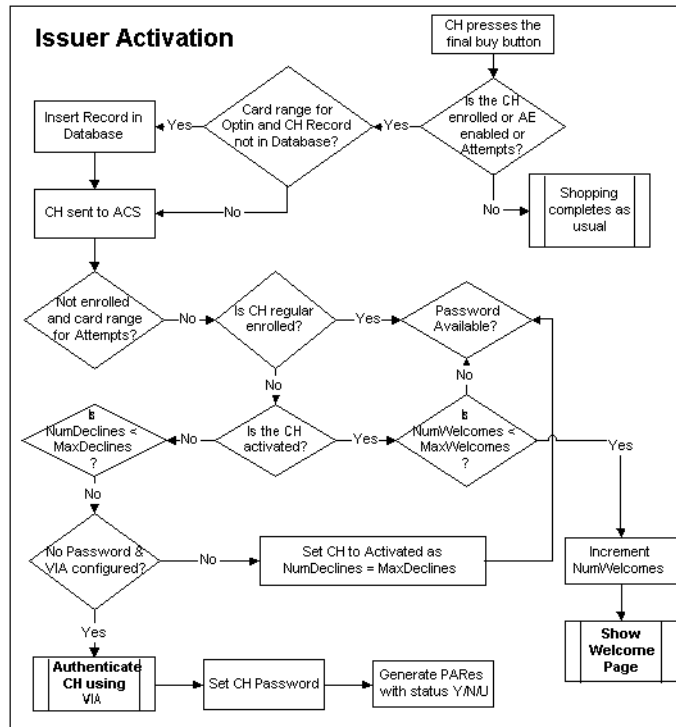 Issuer Activation
CH presses the
final buy button
Is the CH
enrolled or AE
enabled or
Attempts?
Yes
Card range for
Optin and CH Record
not in Database?
Yes
Insert Record in
Database
No
Shopping
completes as
usual
No
CH sent to ACS
Not enrolled
and card range
for Attempts?
No
Is CH regular
enrolled?
Yes
Password
Available?
No
No
Is
NumDeclines <
MaxDeclines
?
No
Is the CH
activated?
Yes
Is
NumWelcomes <
MaxWelcomes
?
Yes
No
No Password &
VIA configured?
No
Set CH to Activated as
NumDeclines = MaxDeclines
Increment
NumWelcomes
Yes
Authenticate
CH using
VIA
Set CH Password
Generate PARes
with status Y/N/U
Show
Welcome
Page